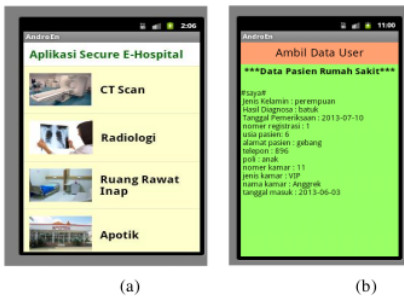 2:06
AndroEn
Aplikasi Secure E-Hospital
CT Scan
Radiologi
Ruang Rawat
Inap
Apotik
(a)
11:00
AndroEn
Ambil Data User
***Data Pasien Rumah Sakit***
#saya#
Jenis Kelamin : perempuan
Hasil Diagnosa : batuk
Tanggal Pemeriksaan : 2013-07-10
nomer registrasi : 1
usia pasien: 6
alamat pasien : gebang
telepon : 896
poli : anak
nomer kamar : 11
jenis kamar : VIP
nama kamar : Anggrek
tanggal masuk : 2013-06-03
(b)